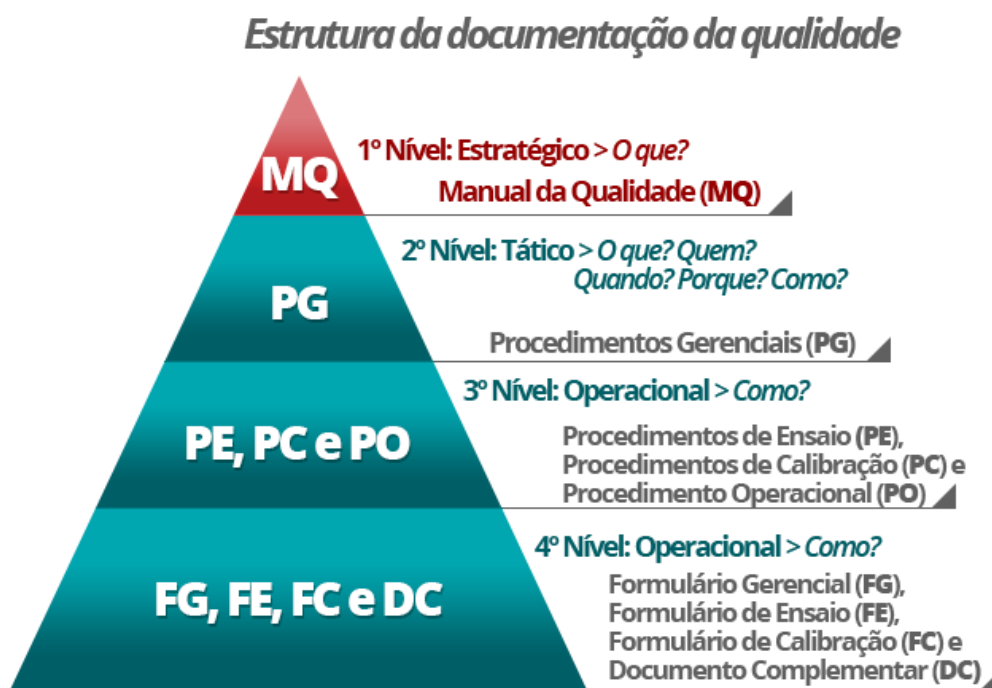 Estrutura da documentação da qualidade
MQ
1º Nível: Estratégico > O que?
Manual da Qualidade (MQ)
PG
2º Nível: Tático > O que? Quem?
Quando? Porque? Como?
Procedimentos Gerenciais (PG)
PE, PC e PO
3º Nível: Operacional > Como?
Procedimentos de Ensaio (PE),
Procedimentos de Calibração (PC) e
Procedimento Operacional (PO)
FG, FE, FC e DC
4º Nível: Operacional > Como?
Formulário Gerencial (FG),
Formulário de Ensaio (FE),
Formulário de Calibração (FC) e
Documento Complementar (DC)